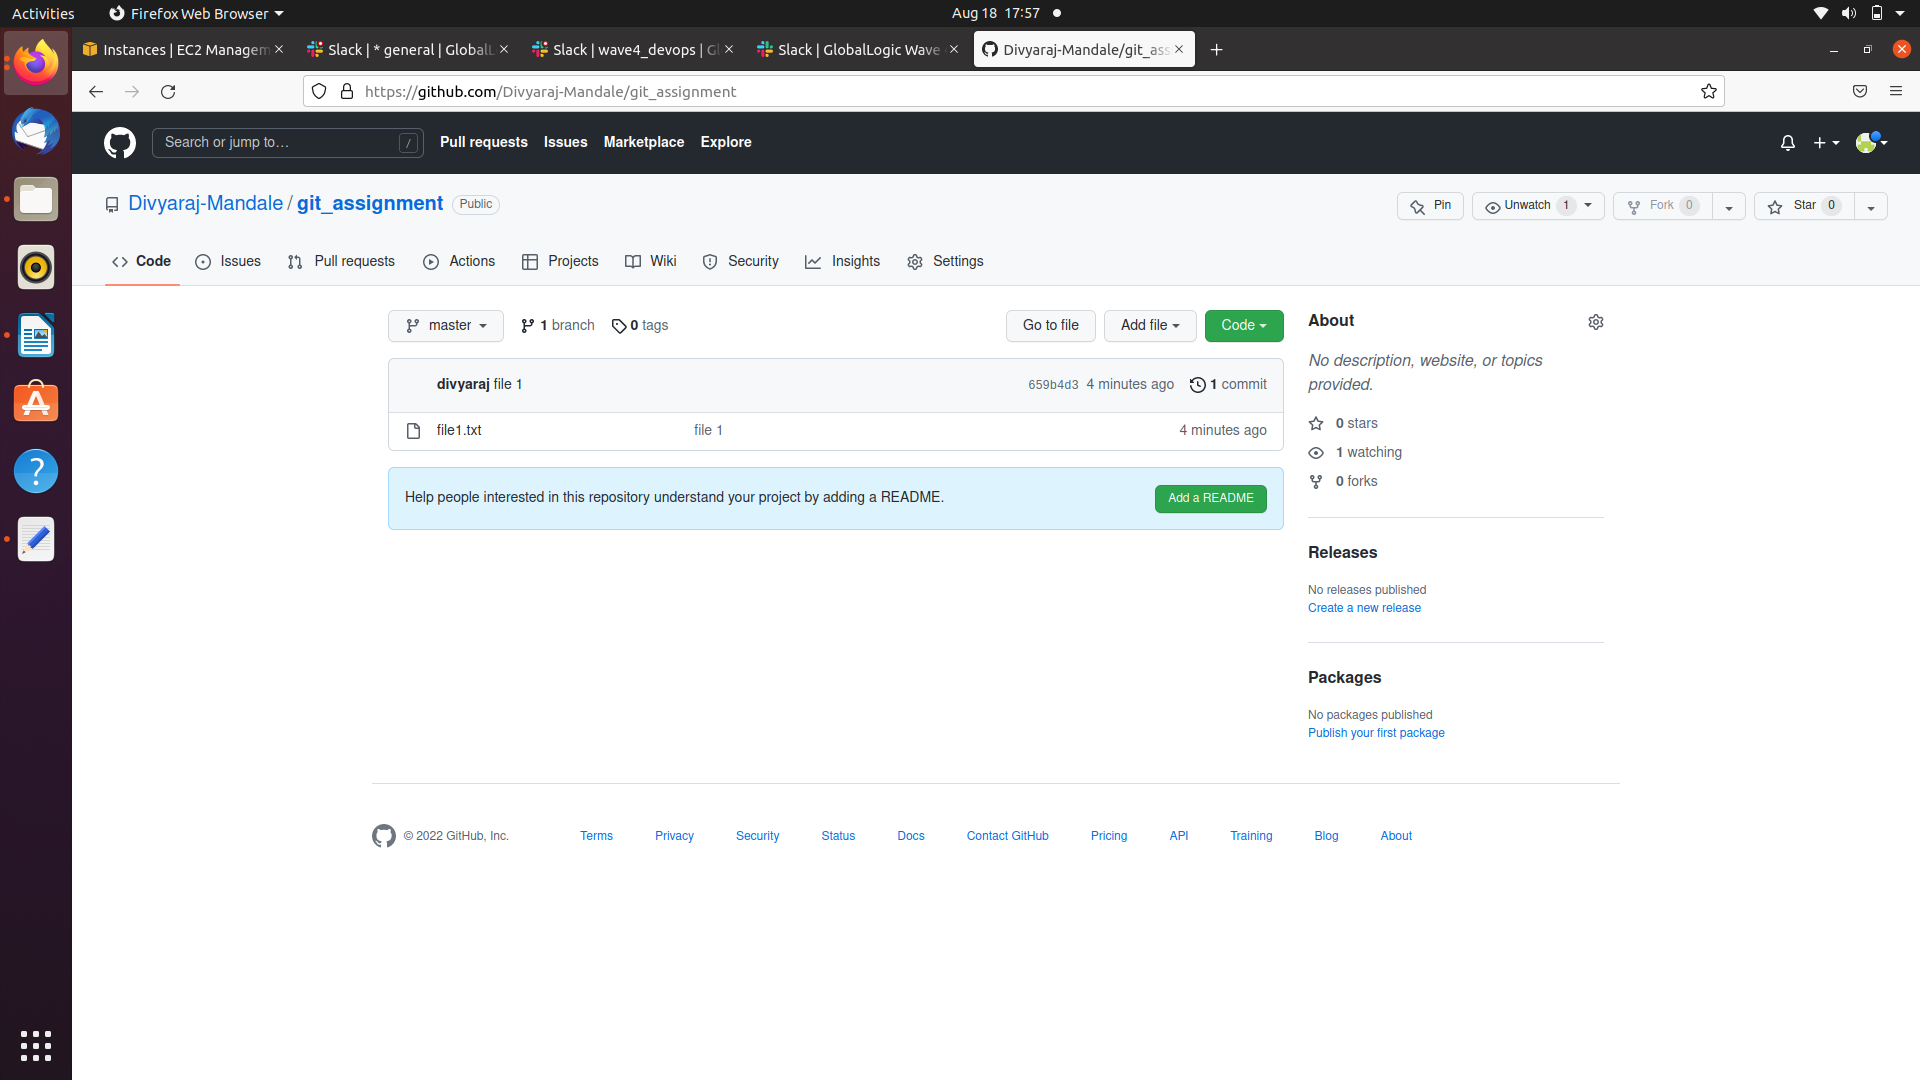 Activities Firefox Web Browser Aug 18 17:57
Instances | EC2 Managem Slack | * general | GlobalL Slack | wave4_devops | Gl Slack | GlobalLogic Wave Divyaraj-Mandale/git_ass
https://github.com/Divyaraj-Mandale/git_assignment
Search or jump to… / Pull requests Issues Marketplace Explore
Divyaraj-Mandale / git_assignment Public Pin Unwatch 1 Fork 0 Star 0
Code Issues Pull requests Actions Projects Wiki Security Insights Settings
master 1 branch 0 tags Go to file Add file Code
divyaraj file 1 659b4d3 4 minutes ago 1 commit
file1.txt file 1 4 minutes ago
Help people interested in this repository understand your project by adding a README. Add a README
About
No description, website, or topics
provided.
0 stars
1 watching
0 forks
Releases
No releases published
Create a new release
Packages
No packages published
Publish your first package
© 2022 GitHub, Inc. Terms Privacy Security Status Docs Contact GitHub Pricing API Training Blog About